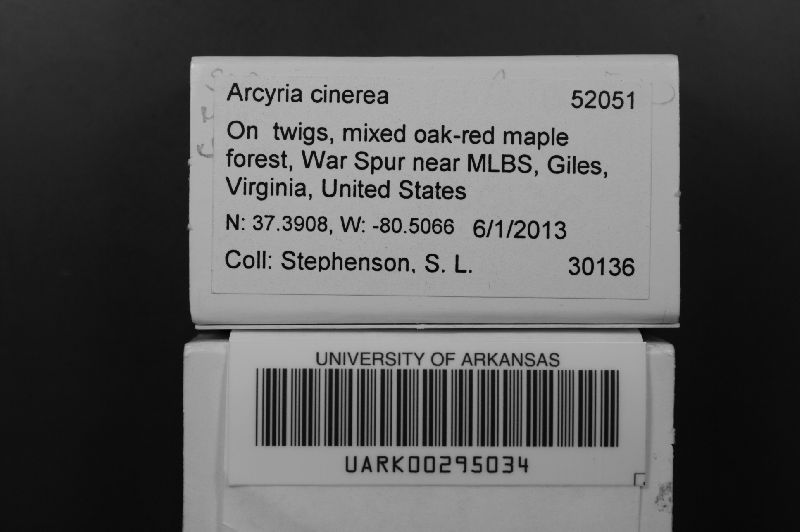 Arcyria cinerea 52051
On twigs, mixed oak-red maple
forest, War Spur near MLBS, Giles,
Virginia, United States
N: 37.3908, W: -80.5066 6/1/2013
Coll: Stephenson, S. L. 30136
UNIVERSITY OF ARKANSAS
UARK00295034